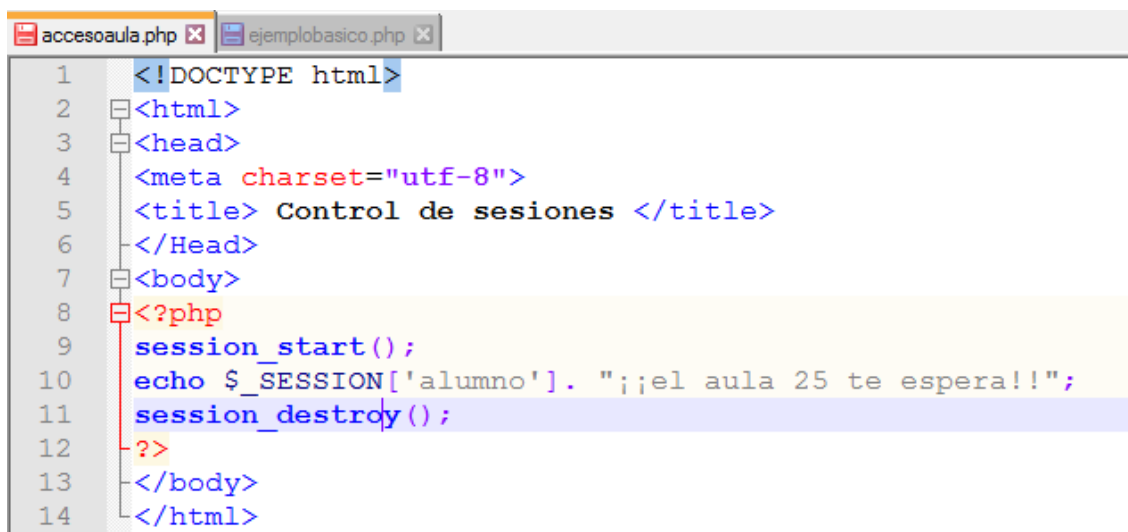 accesoaula.php ejemplobasico.php
1 <!DOCTYPE html>
2 <html>
3 <head>
4 <meta charset="utf-8">
5 <title> Control de sesiones </title>
6 </Head>
7 <body>
8 <?php
9 session_start();
10 echo $_SESSION['alumno']. "¡¡el aula 25 te espera!!";
11 session_destroy();
12 ?>
13 </body>
14 </html>